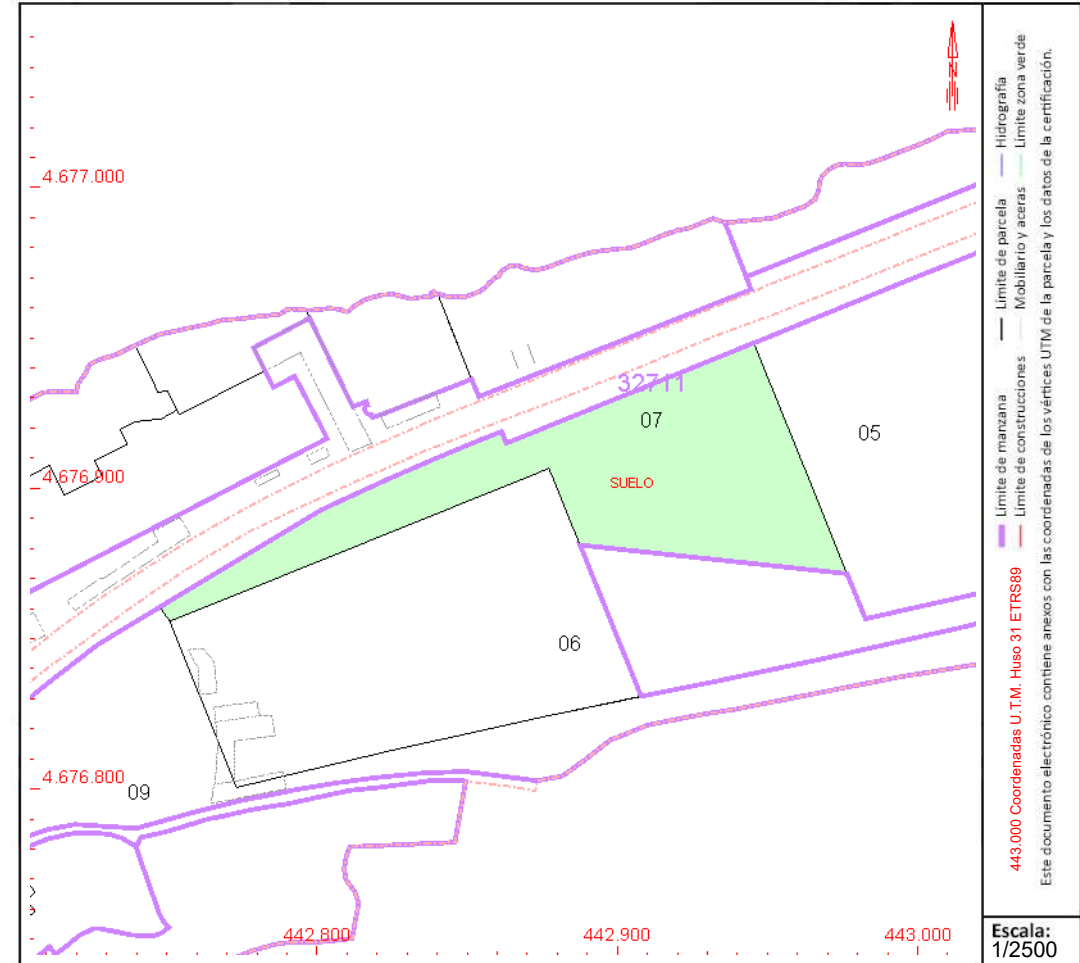 N
4.677.000
32711
07
05
4.676.900
SUELO
06
4.676.800
09
442.800
442.900
443.000
Límite de manzana
Límite de parcela
Hidrografía
Límite de construcciones
Mobiliario y aceras
Límite zona verde
443.000 Coordenadas U.T.M. Huso 31 ETRS89
Este documento electrónico contiene anexos con las coordenadas de los vértices UTM de la parcela y los datos de la certificación.
Escala:
1/2500